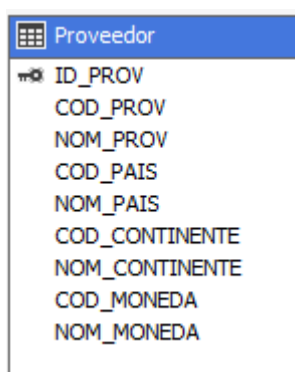 Proveedor
ID_PROV
COD_PROV
NOM_PROV
COD_PAIS
NOM_PAIS
COD_CONTINENTE
NOM_CONTINENTE
COD_MONEDA
NOM_MONEDA